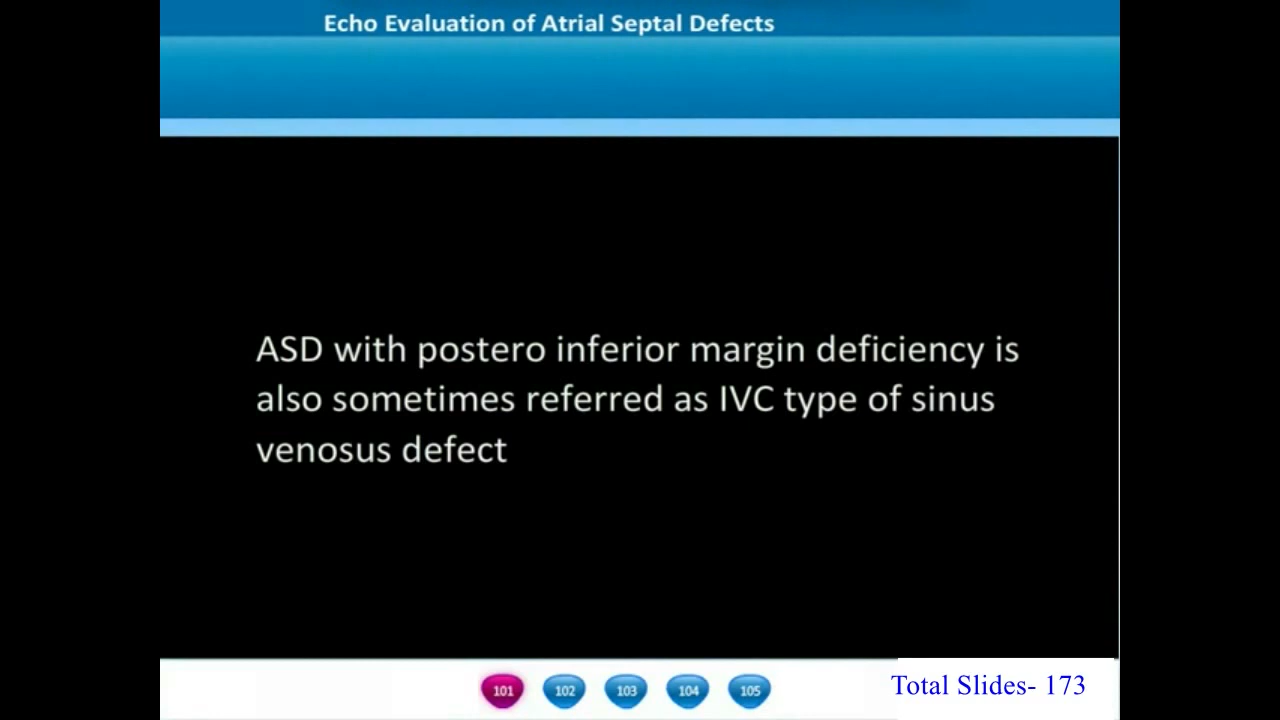 Echo Evaluation of Atrial Septal Defects
ASD with postero inferior margin deficiency is
also sometimes referred as IVC type of sinus
venosus defect
101 102 103 104 105
Total Slides- 173